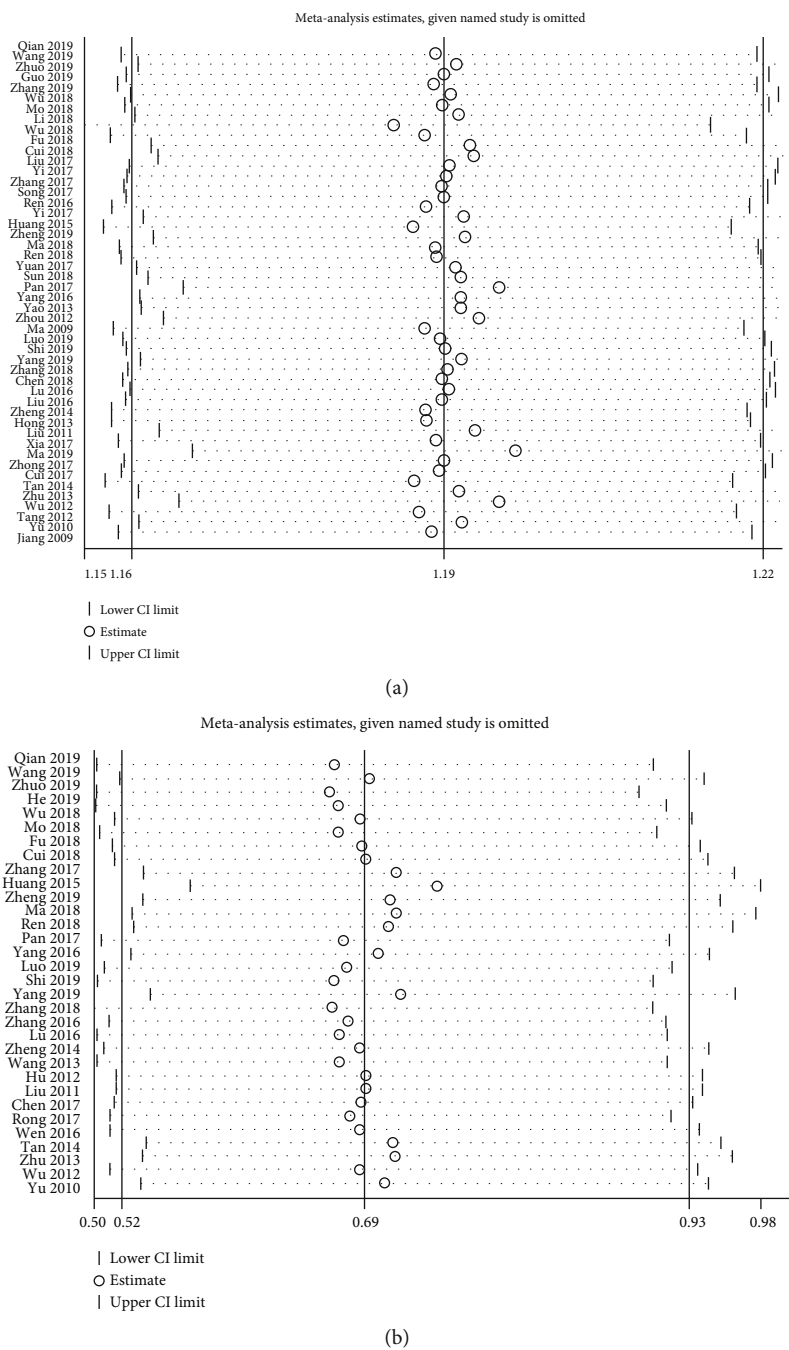 Meta-analysis estimates, given named study is omitted
Qian 2019
Wang 2019
Zhuo 2019
Guo 2019
Zhang 2019
Wu 2018
Mo 2018
Li 2018
Wu 2018
Fu 2018
Cui 2018
Liu 2017
Yi 2017
Zhang 2017
Song 2017
Ren 2016
Yi 2017
Huang 2015
Zheng 2019
Ma 2018
Ren 2018
Yuan 2017
Sun 2018
Pan 2017
Yang 2016
Yao 2013
Zhou 2012
Ma 2009
Luo 2019
Shi 2019
Yang 2019
Zhang 2018
Chen 2018
Lu 2016
Liu 2016
Zheng 2014
Hong 2013
Liu 2011
Xia 2017
Ma 2019
Zhong 2017
Cui 2017
Tan 2014
Zhu 2013
Wu 2012
Tang 2012
Yu 2010
Jiang 2009
1.15 1.16 1.19 1.22
Lower CI limit
Estimate
Upper CI limit
(a)
Meta-analysis estimates, given named study is omitted
Qian 2019
Wang 2019
Zhuo 2019
He 2019
Wu 2018
Mo 2018
Fu 2018
Cui 2018
Zhang 2017
Huang 2015
Zheng 2019
Ma 2018
Ren 2018
Pan 2017
Yang 2016
Luo 2019
Shi 2019
Yang 2019
Zhang 2018
Zhang 2016
Lu 2016
Zheng 2014
Wang 2013
Hu 2012
Liu 2011
Chen 2017
Rong 2017
Wen 2016
Tan 2014
Zhu 2013
Wu 2012
Yu 2010
0.50 0.52 0.69 0.93 0.98
Lower CI limit
Estimate
Upper CI limit
(b)